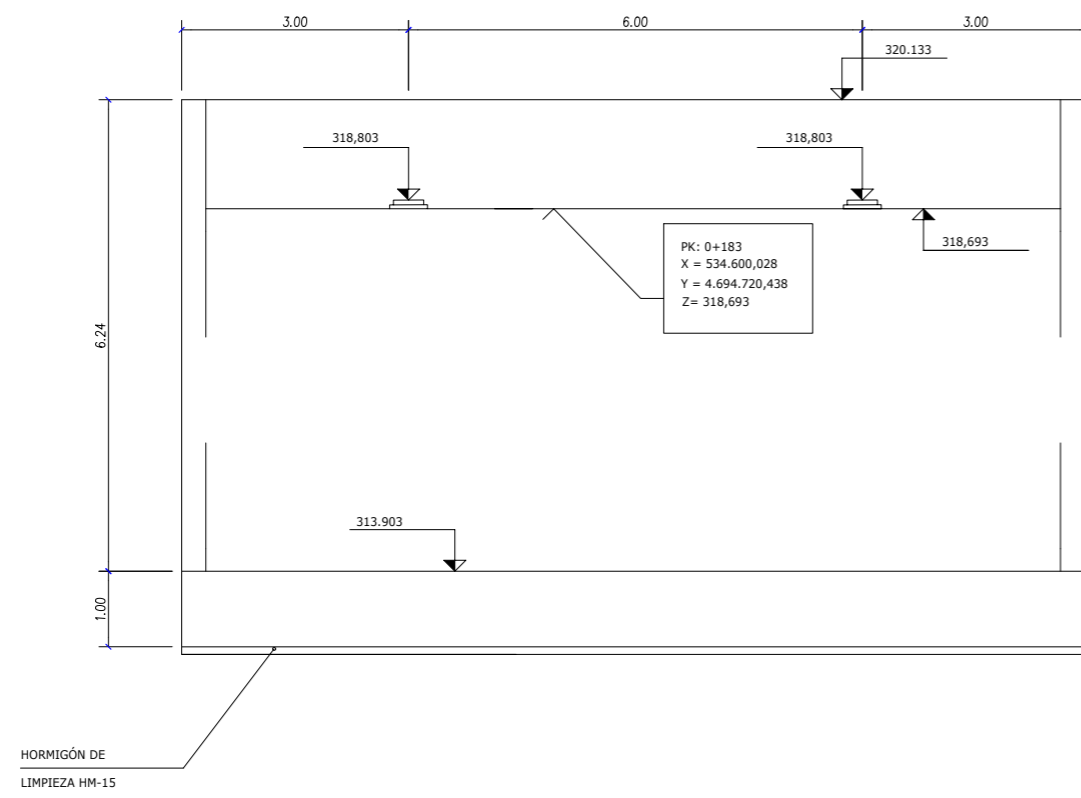 3.00
6.00
3.00
320.133
318,803
318,803
318,693
PK: 0+183
X = 534.600,028
Y = 4.694.720,438
Z= 318,693
6.24
313.903
1.00
HORMIGÓN DE
LIMPIEZA HM-15